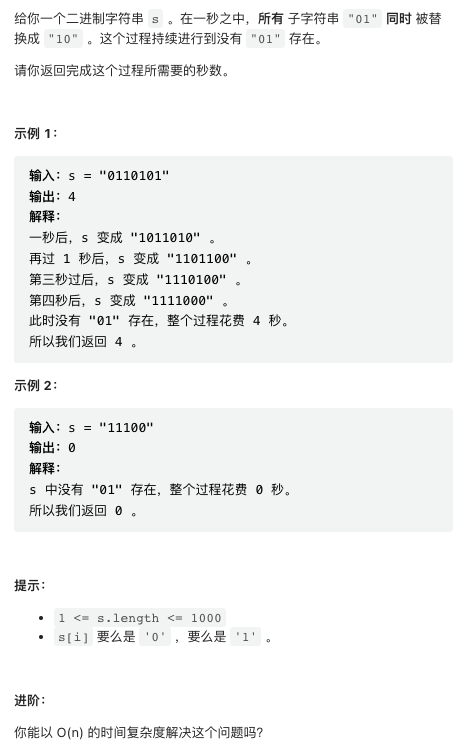 给你一个二进制字符串 s 。在一秒之中，所有 子字符串 "01" 同时 被替
换成 "10" 。这个过程持续进行到没有 "01" 存在。
请你返回完成这个过程所需要的秒数。
示例 1：
输入：s = "0110101"
输出：4
解释：
一秒后，s 变成 "1011010" 。
再过 1 秒后，s 变成 "1101100" 。
第三秒过后，s 变成 "1110100" 。
第四秒后，s 变成 "1111000" 。
此时没有 "01" 存在，整个过程花费 4 秒。
所以我们返回 4 。
示例 2：
输入：s = "11100"
输出：0
解释：
s 中没有 "01" 存在，整个过程花费 0 秒。
所以我们返回 0 。
提示：
1 <= s.length <= 1000
s[i] 要么是 '0' ，要么是 '1' 。
进阶：
你能以 O(n) 的时间复杂度解决这个问题吗？